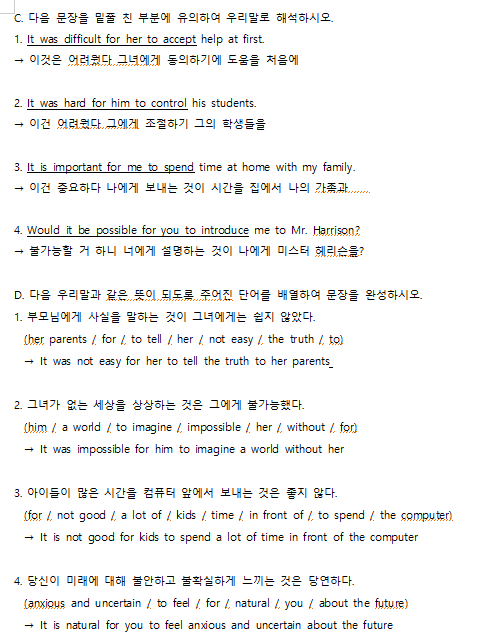 C. 다음 문장을 밑줄 친 부분에 유의하여 우리말로 해석하시오.
1. It was difficult for her to accept help at first.
→ 이것은 어려웠다 그녀에게 동의하기에 도움을 처음에
2. It was hard for him to control his students.
→ 이건 어려웠다 그에게 조절하기 그의 학생들을
3. It is important for me to spend time at home with my family.
→ 이건 중요하다 나에게 보내는 것이 시간을 집에서 나의 가족과........
4. Would it be possible for you to introduce me to Mr. Harrison?
→ 불가능할 거 하니 너에게 설명하는 것이 나에게 미스터 헤리슨을?
D. 다음 우리말과 같은 뜻이 되도록 주어진 단어를 배열하여 문장을 완성하시오.
1. 부모님에게 사실을 말하는 것이 그녀에게는 쉽지 않았다.
(her parents / for / to tell / her / not easy / the truth / to)
→ It was not easy for her to tell the truth to her parents
2. 그녀가 없는 세상을 상상하는 것은 그에게 불가능했다.
(him / a world / to imagine / impossible / her / without / for)
→ It was impossible for him to imagine a world without her
3. 아이들이 많은 시간을 컴퓨터 앞에서 보내는 것은 좋지 않다.
(for / not good / a lot of / kids / time / in front of / to spend / the computer)
→ It is not good for kids to spend a lot of time in front of the computer
4. 당신이 미래에 대해 불안하고 불확실하게 느끼는 것은 당연하다.
(anxious and uncertain / to feel / for / natural / you / about the future)
→ It is natural for you to feel anxious and uncertain about the future